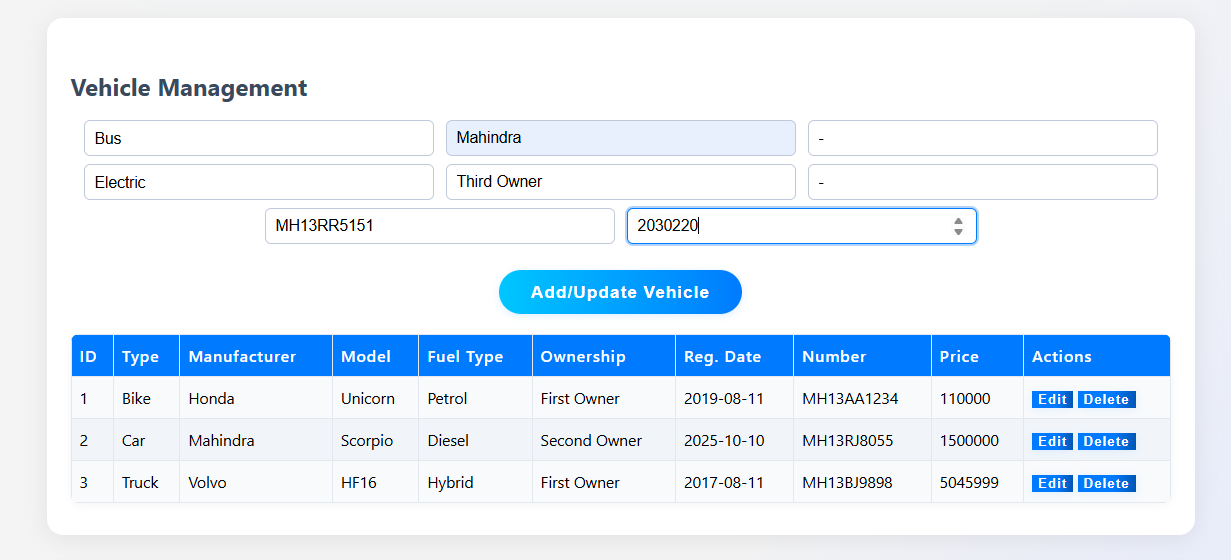 Vehicle Management
Bus Mahindra -
Electric Third Owner -
MH13RR5151 2030220
Add/Update Vehicle
ID Type Manufacturer Model Fuel Type Ownership Reg. Date Number Price Actions
1 Bike Honda Unicorn Petrol First Owner 2019-08-11 MH13AA1234 110000 Edit Delete
2 Car Mahindra Scorpio Diesel Second Owner 2025-10-10 MH13RJ8055 1500000 Edit Delete
3 Truck Volvo HF16 Hybrid First Owner 2017-08-11 MH13BJ9898 5045999 Edit Delete